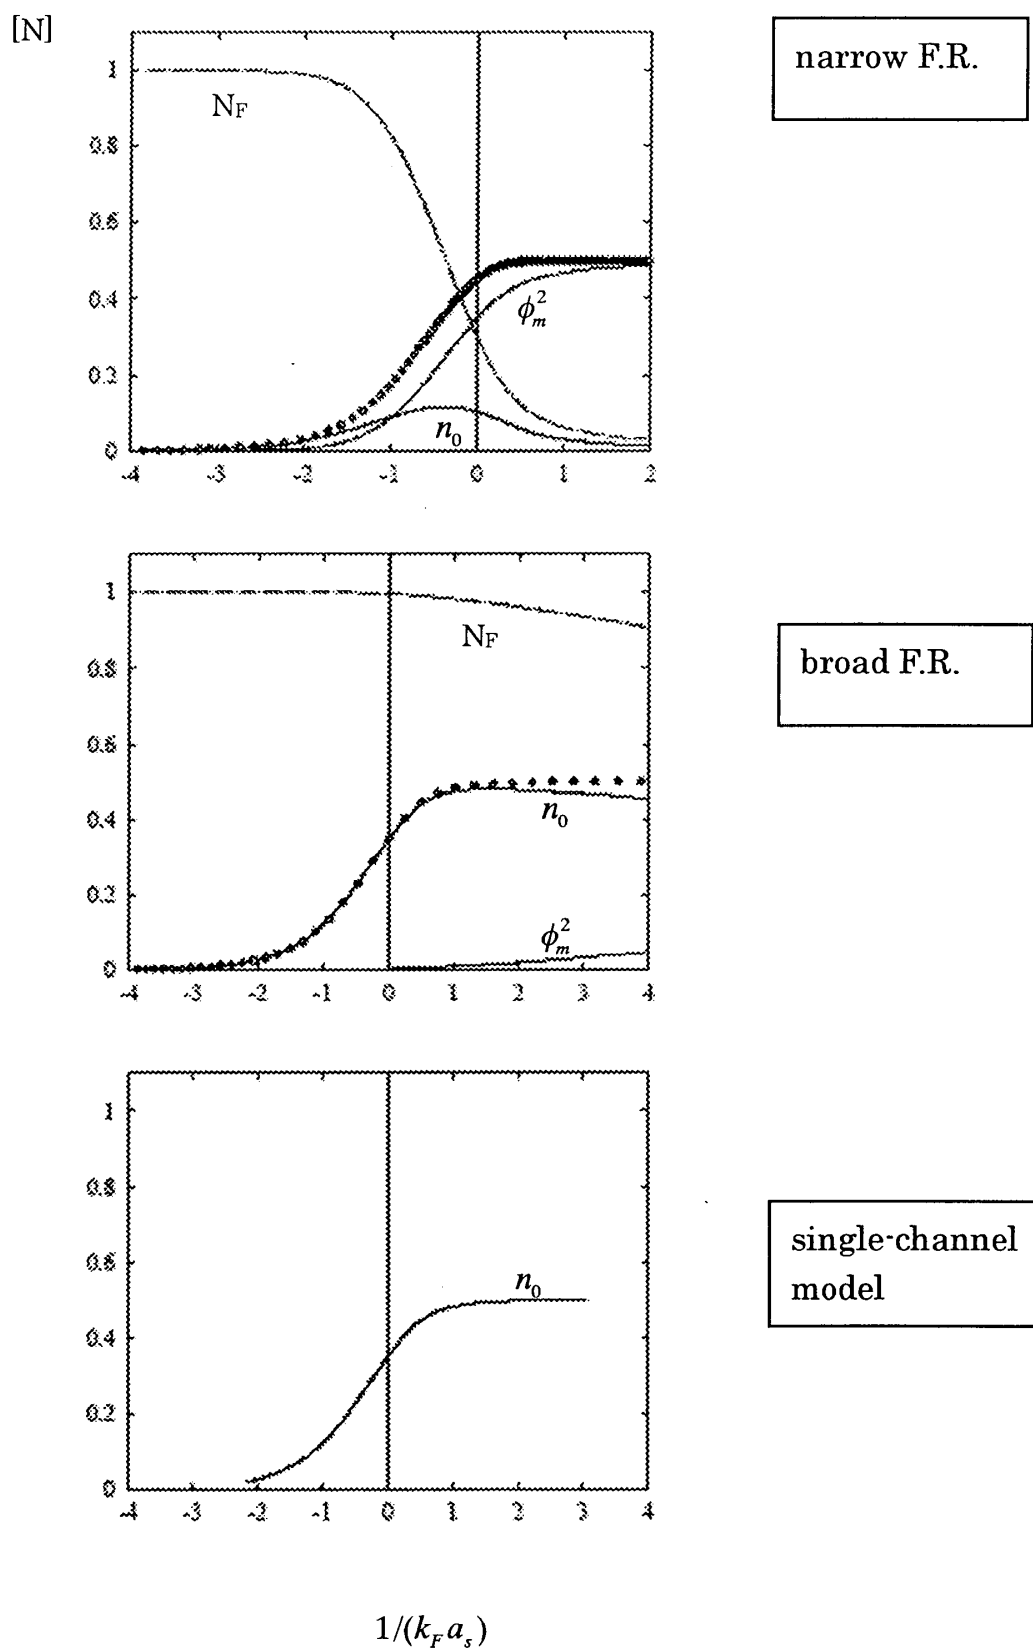 [N]
narrow F.R.
1
0.8
0.6
0.4
0.2
0
N_F
ϕ_m^2
n_0
-4 -3 -2 -1 0 1 2
broad F.R.
1
0.8
0.6
0.4
0.2
0
N_F
n_0
ϕ_m^2
-4 -3 -2 -1 0 1 2 3 4
single-channel
model
1
0.8
0.6
0.4
0.2
0
n_0
-4 -3 -2 -1 0 1 2 3 4
1/(k_F a_s)